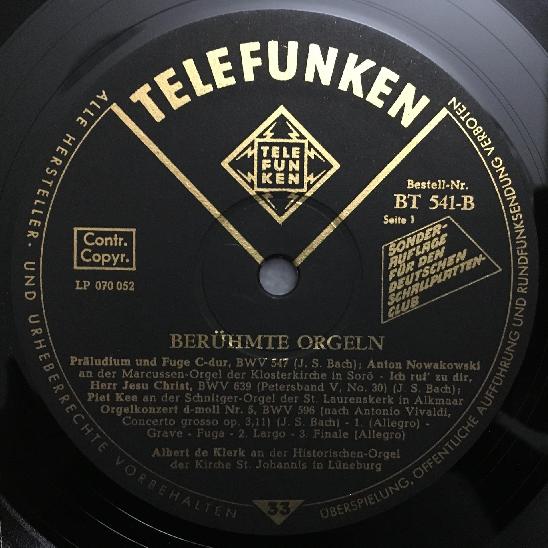 TELEFUNKEN
TELE
FUN
KEN
ALLE HERSTELLER- UND URHEBERRECHTE VORBEHALTEN
ÜBERSPIELUNG, ÖFFENTLICHE AUFFÜHRUNG UND RUNDFUNKSENDUNG VERBOTEN
Bestell-Nr.
BT 541-B
Seite 1
Contr.
Copyr.
LP 070 052
SONDER-
AUFLAGE
FÜR DEN
DEUTSCHEN
SCHALLPLATTEN-
CLUB
BERÜHMTE ORGELN
Präludium und Fuge C-dur, BWV 547 (J. S. Bach); Anton Nowakowski
an der Marcussen-Orgel der Klosterkirche in Sorö - Ich ruf' zu dir,
Herr Jesu Christ, BWV 639 (Petersband V, No. 30) (J. S. Bach);
Piet Kee an der Schnitger-Orgel der St. Laurenskerk in Alkmaar
Orgelkonzert d-moll Nr. 5, BWV 596 (nach Antonio Vivaldi,
Concerto grosso op. 3,11) (J. S. Bach) - 1. (Allegro) -
Grave - Fuga - 2. Largo - 3. Finale (Allegro)
Albert de Klerk an der Historischen-Orgel
der Kirche St. Johannis in Lüneburg
33